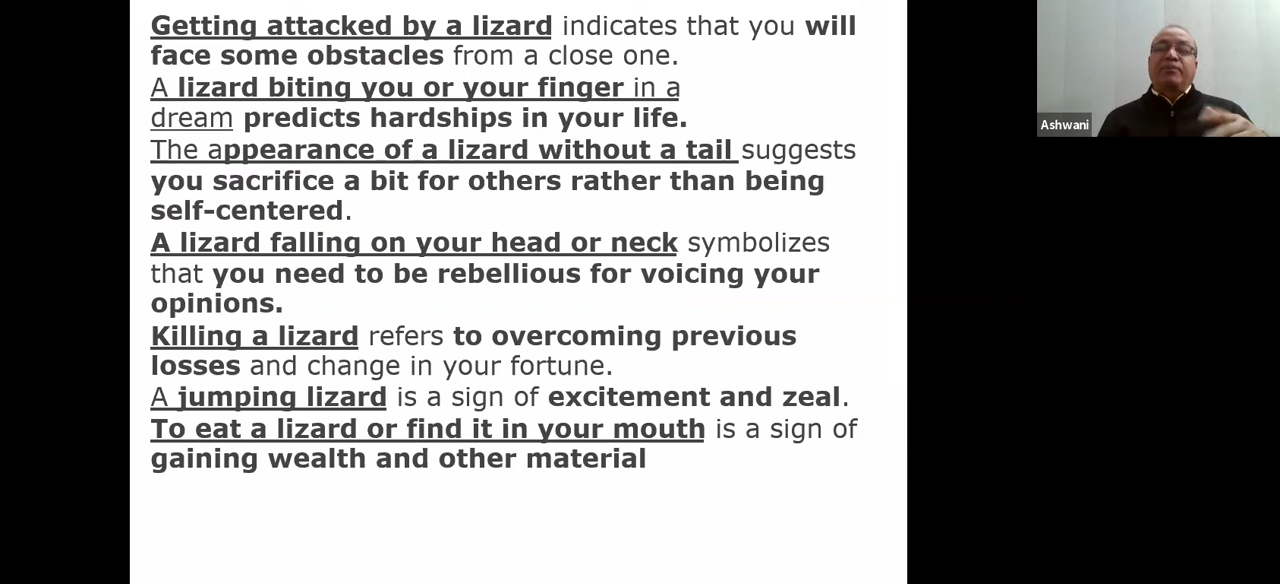 Getting attacked by a lizard indicates that you will
face some obstacles from a close one.
A lizard biting you or your finger in a
dream predicts hardships in your life.
The appearance of a lizard without a tail suggests
you sacrifice a bit for others rather than being
self-centered.
A lizard falling on your head or neck symbolizes
that you need to be rebellious for voicing your
opinions.
Killing a lizard refers to overcoming previous
losses and change in your fortune.
A jumping lizard is a sign of excitement and zeal.
To eat a lizard or find it in your mouth is a sign of
gaining wealth and other material
Ashwani